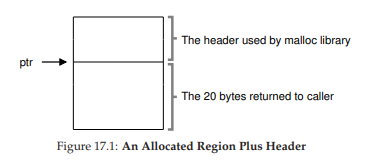 The header used by malloc library
ptr
The 20 bytes returned to caller
Figure 17.1: An Allocated Region Plus Header